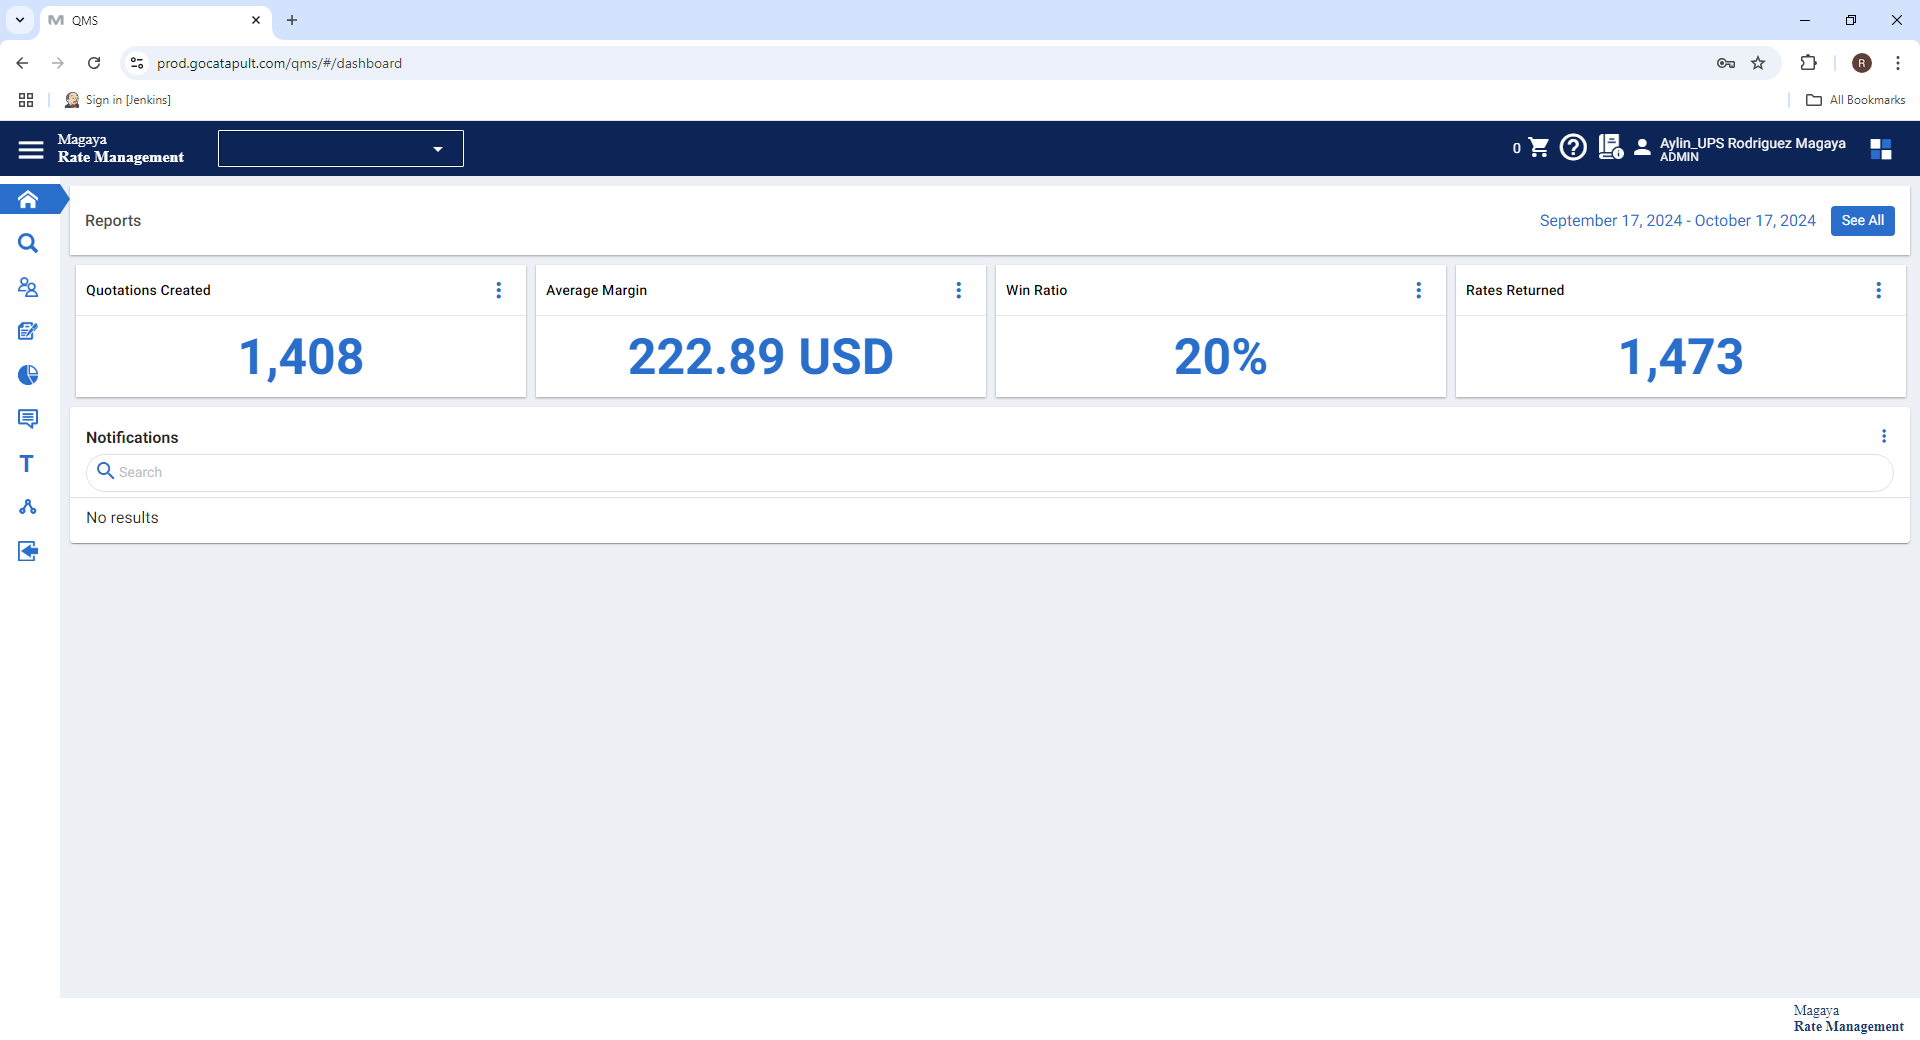 QMS
prod.gocatapult.com/qms/#/dashboard
R
Sign in [Jenkins]
All Bookmarks
Magaya
Rate Management
0
Aylin_UPS Rodriguez Magaya
ADMIN
Reports
September 17, 2024 - October 17, 2024
See All
Quotations Created
1,408
Average Margin
222.89 USD
Win Ratio
20%
Rates Returned
1,473
Notifications
Search
No results
T
Magaya
Rate Management